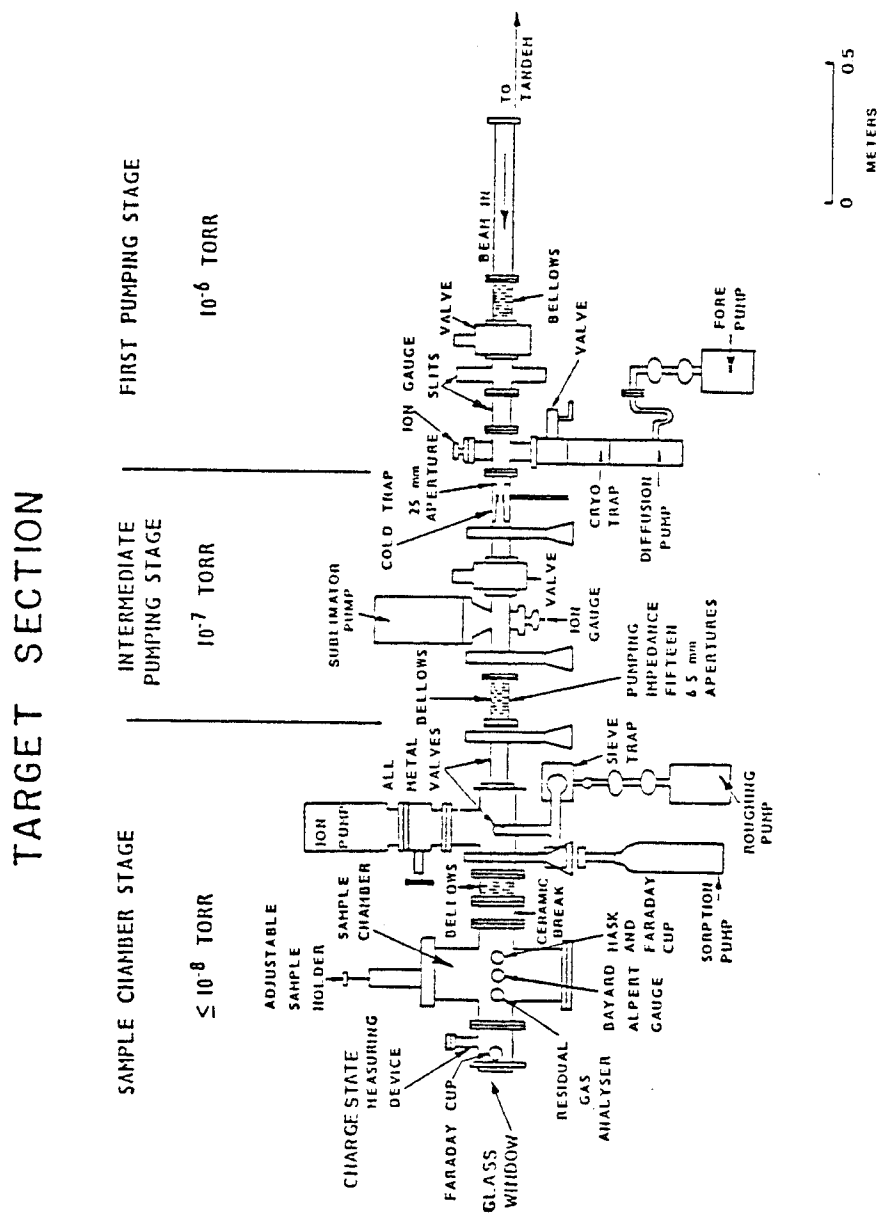 TARGET SECTION
SAMPLE CHAMBER STAGE
≤ 10-8 TORR
INTERMEDIATE
PUMPING STAGE
10-7 TORR
FIRST PUMPING STAGE
10-6 TORR
ADJUSTABLE
SAMPLE
HOLDER
SAMPLE
CHAMBER
ION
PUMP
ALL
METAL
VALVES
BELLOWS
SUBLIMATOR
PUMP
COLD TRAP
25 mm
APERTURE
ION GAUGE
SLITS
VALVE
BEAM IN
TO
TANDEM
CHARGE STATE
MEASURING
DEVICE
FARADAY CUP
GLASS
WINDOW
RESIDUAL
GAS
ANALYSER
BAYARD
ALPERT
GAUGE
MASK
AND
FARADAY
CUP
BELLOWS
CERAMIC
BREAK
SORPTION
PUMP
ROUGHING
PUMP
SIEVE
TRAP
PUMPING
IMPEDANCE
FIFTEEN
6.5 mm
APERTURES
ION
GAUGE
VALVE
CRYO
TRAP
DIFFUSION
PUMP
VALVE
BELLOWS
FORE
PUMP
0
05
METERS